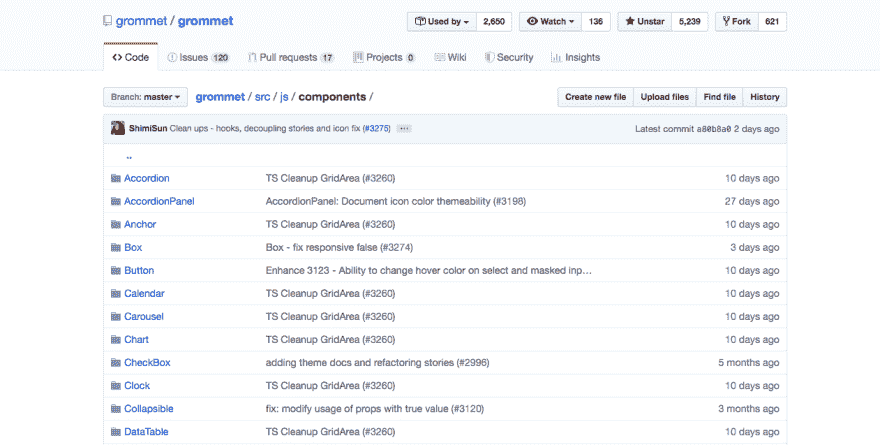 grommet / grommet Used by 2,650 Watch 136 Unstar 5,239 Fork 621
Code Issues 120 Pull requests 17 Projects 0 Wiki Security Insights
Branch: master grommet / src / js / components / Create new file Upload files Find file History
ShimiSun Clean ups - hooks, decoupling stories and icon fix (#3275) ... Latest commit a80b8a0 2 days ago
..
Accordion TS Cleanup GridArea (#3260) 10 days ago
AccordionPanel AccordionPanel: Document icon color themeability (#3198) 27 days ago
Anchor TS Cleanup GridArea (#3260) 10 days ago
Box Box - fix responsive false (#3274) 3 days ago
Button Enhance 3123 - Ability to change hover color on select and masked inp… 10 days ago
Calendar TS Cleanup GridArea (#3260) 10 days ago
Carousel TS Cleanup GridArea (#3260) 10 days ago
Chart TS Cleanup GridArea (#3260) 10 days ago
CheckBox adding theme docs and refactoring stories (#2996) 5 months ago
Clock TS Cleanup GridArea (#3260) 10 days ago
Collapsible fix: modify usage of props with true value (#3120) 3 months ago
DataTable TS Cleanup GridArea (#3260) 10 days ago